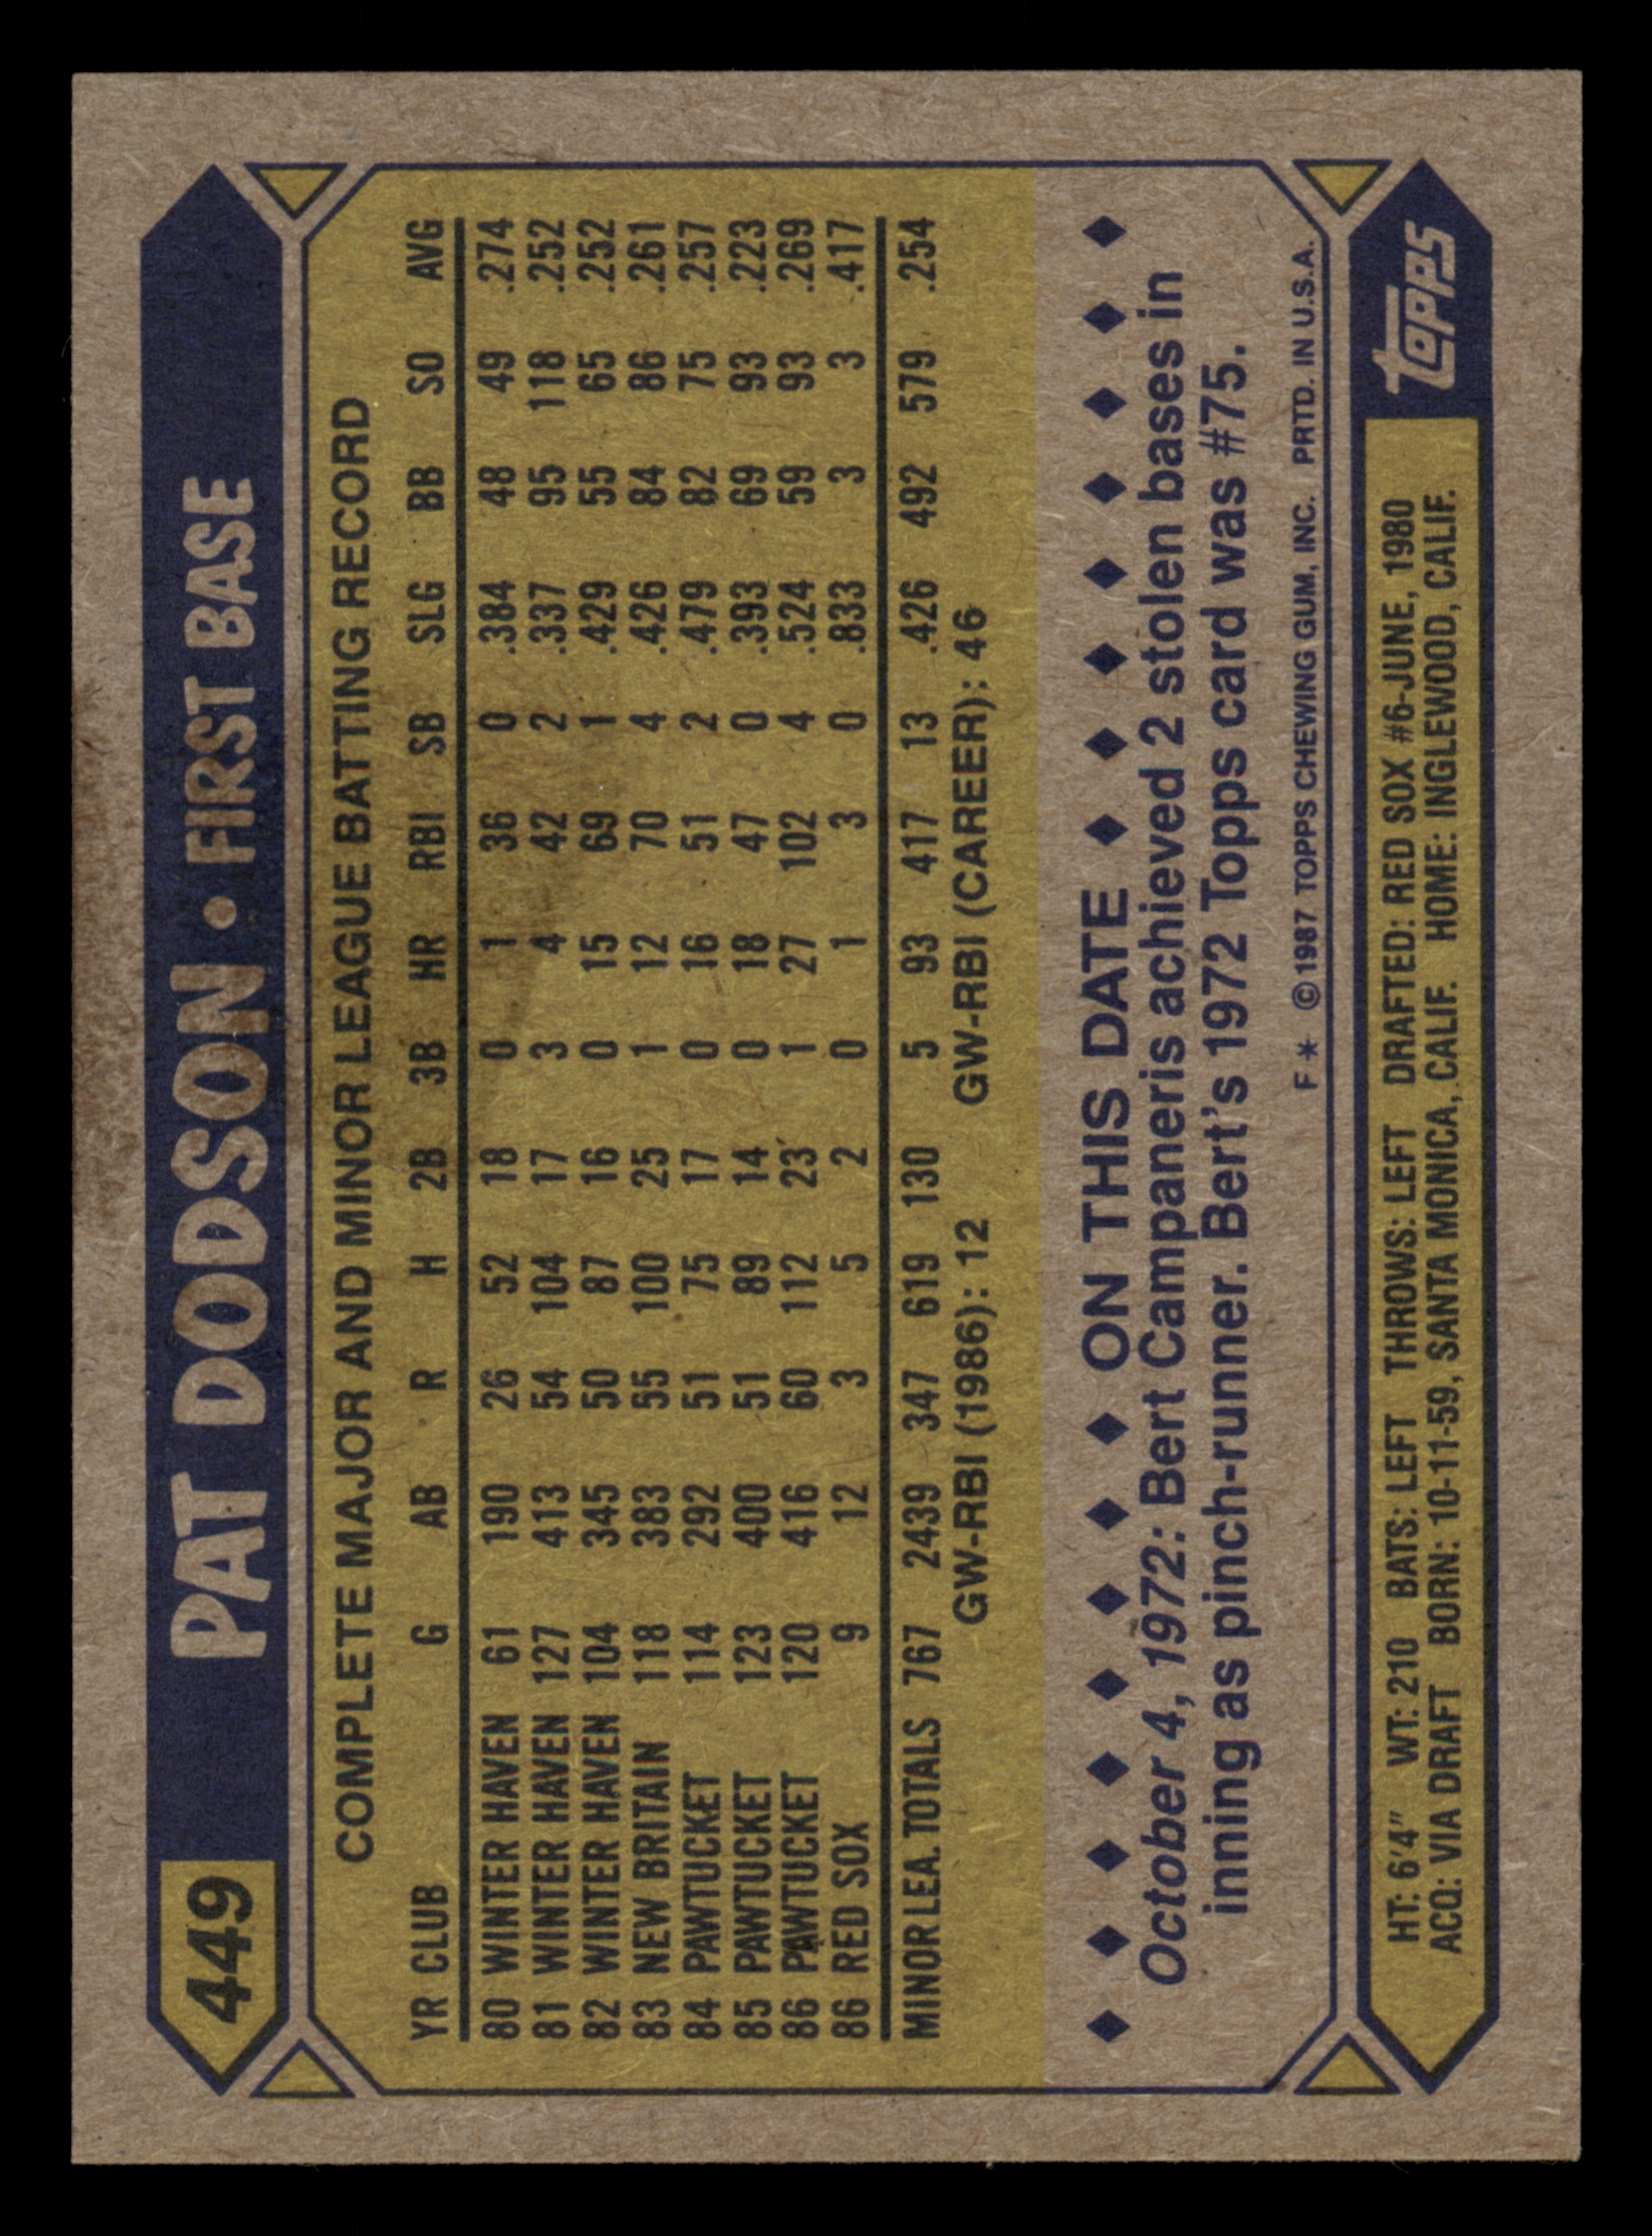 449 PAT DODSON • FIRST BASE
COMPLETE MAJOR AND MINOR LEAGUE BATTING RECORD
YR CLUB G AB R H 2B 3B HR RBI SB SLG BB SO AVG
80 WINTER HAVEN 61 190 26 52 18 0 1 36 0 .384 48 49 .274
81 WINTER HAVEN 127 413 54 104 17 3 4 42 2 .337 95 118 .252
82 WINTER HAVEN 104 345 50 87 16 0 15 69 1 .429 55 65 .252
83 NEW BRITAIN 118 383 55 100 25 1 12 70 4 .426 84 86 .261
84 PAWTUCKET 114 292 51 75 17 0 16 51 2 .479 82 75 .257
85 PAWTUCKET 123 400 51 89 14 0 18 47 0 .393 69 93 .223
86 PAWTUCKET 120 416 60 112 23 1 27 102 4 .524 59 93 .269
86 RED SOX 9 12 3 5 2 0 1 3 0 .833 3 3 .417
MINOR LEA. TOTALS 767 2439 347 619 130 5 93 417 13 .426 492 579 .254
GW-RBI (1986): 12 GW-RBI (CAREER): 46
ON THIS DATE
October 4, 1972: Bert Campaneris achieved 2 stolen bases in
inning as pinch-runner. Bert's 1972 Topps card was #75.
F * © 1987 TOPPS CHEWING GUM, INC. PRTD. IN U.S.A.
HT: 6'4" WT: 210 BATS: LEFT THROWS: LEFT DRAFTED: RED SOX #6-JUNE, 1980
ACQ: VIA DRAFT BORN: 10-11-59, SANTA MONICA, CALIF. HOME: INGLEWOOD, CALIF.
TOPPS